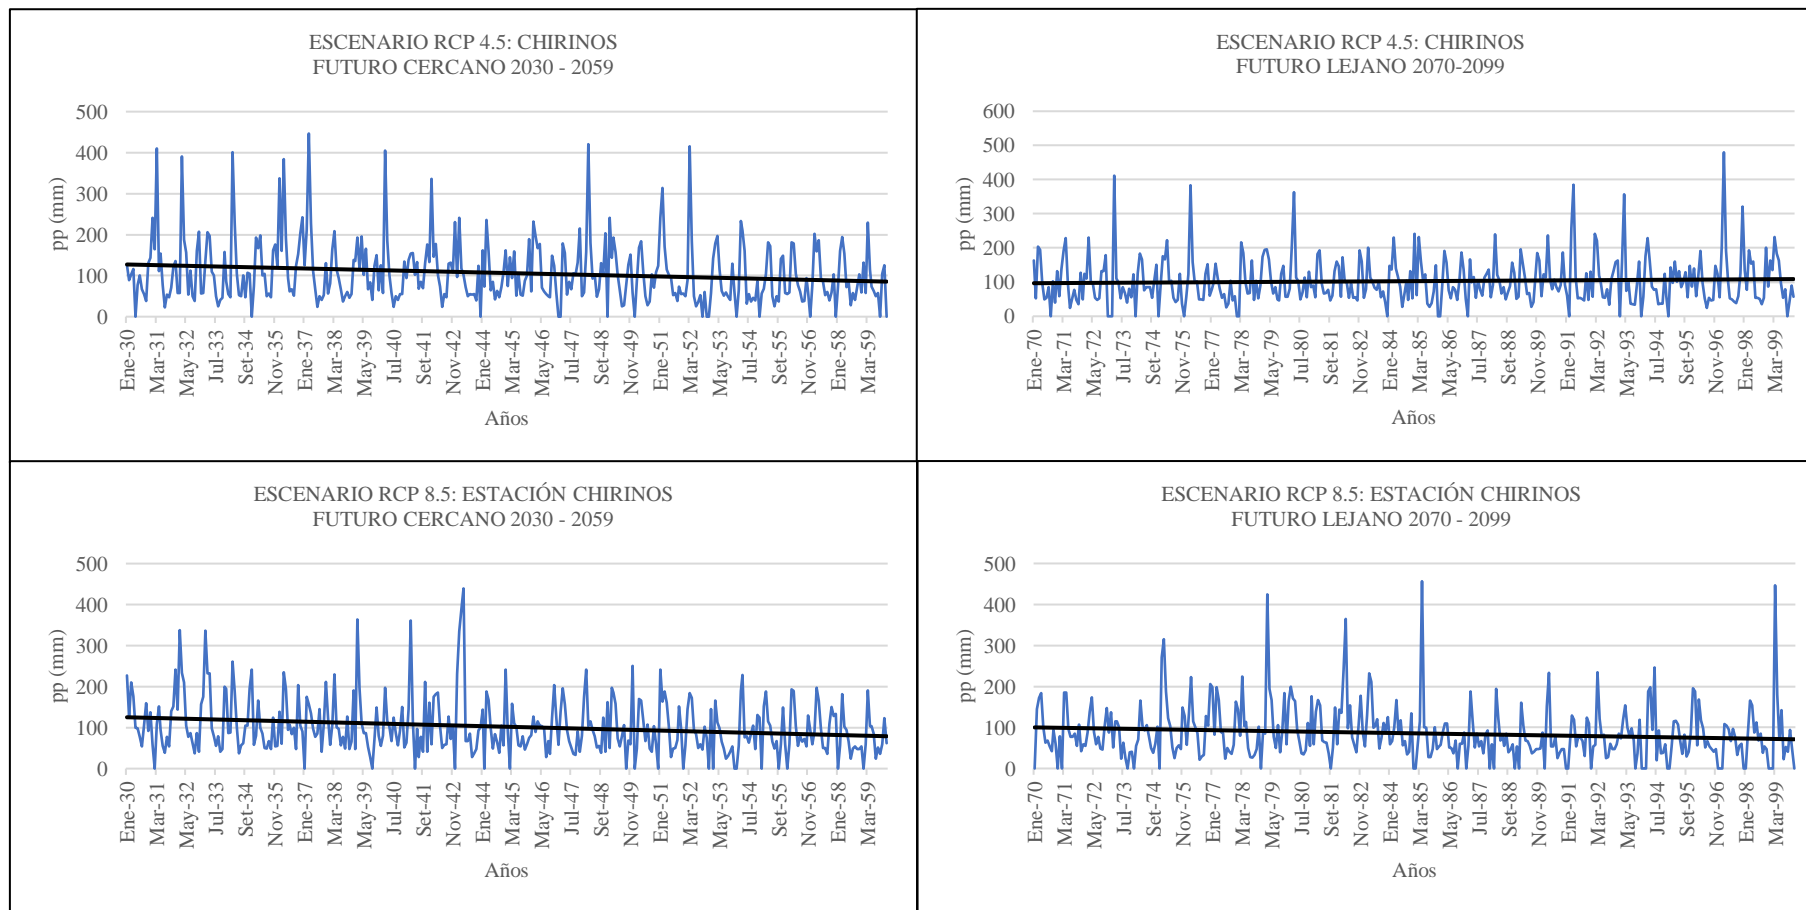 ESCENARIO RCP 4.5: CHIRINOS
FUTURO CERCANO 2030 - 2059
500
400
300
200
100
0
pp (mm)
Ene-30
Mar-31
May-32
Jul-33
Set-34
Nov-35
Ene-37
Mar-38
May-39
Jul-40
Set-41
Nov-42
Ene-44
Mar-45
May-46
Jul-47
Set-48
Nov-49
Ene-51
Mar-52
May-53
Jul-54
Set-55
Nov-56
Ene-58
Mar-59
Años
ESCENARIO RCP 4.5: CHIRINOS
FUTURO LEJANO 2070-2099
600
500
400
300
200
100
0
pp (mm)
Ene-70
Mar-71
May-72
Jul-73
Set-74
Nov-75
Ene-77
Mar-78
May-79
Jul-80
Set-81
Nov-82
Ene-84
Mar-85
May-86
Jul-87
Set-88
Nov-89
Ene-91
Mar-92
May-93
Jul-94
Set-95
Nov-96
Ene-98
Mar-99
Años
ESCENARIO RCP 8.5: ESTACIÓN CHIRINOS
FUTURO CERCANO 2030 - 2059
500
400
300
200
100
0
pp (mm)
Ene-30
Mar-31
May-32
Jul-33
Set-34
Nov-35
Ene-37
Mar-38
May-39
Jul-40
Set-41
Nov-42
Ene-44
Mar-45
May-46
Jul-47
Set-48
Nov-49
Ene-51
Mar-52
May-53
Jul-54
Set-55
Nov-56
Ene-58
Mar-59
Años
ESCENARIO RCP 8.5: ESTACIÓN CHIRINOS
FUTURO LEJANO 2070 - 2099
500
400
300
200
100
0
pp (mm)
Ene-70
Mar-71
May-72
Jul-73
Set-74
Nov-75
Ene-77
Mar-78
May-79
Jul-80
Set-81
Nov-82
Ene-84
Mar-85
May-86
Jul-87
Set-88
Nov-89
Ene-91
Mar-92
May-93
Jul-94
Set-95
Nov-96
Ene-98
Mar-99
Años